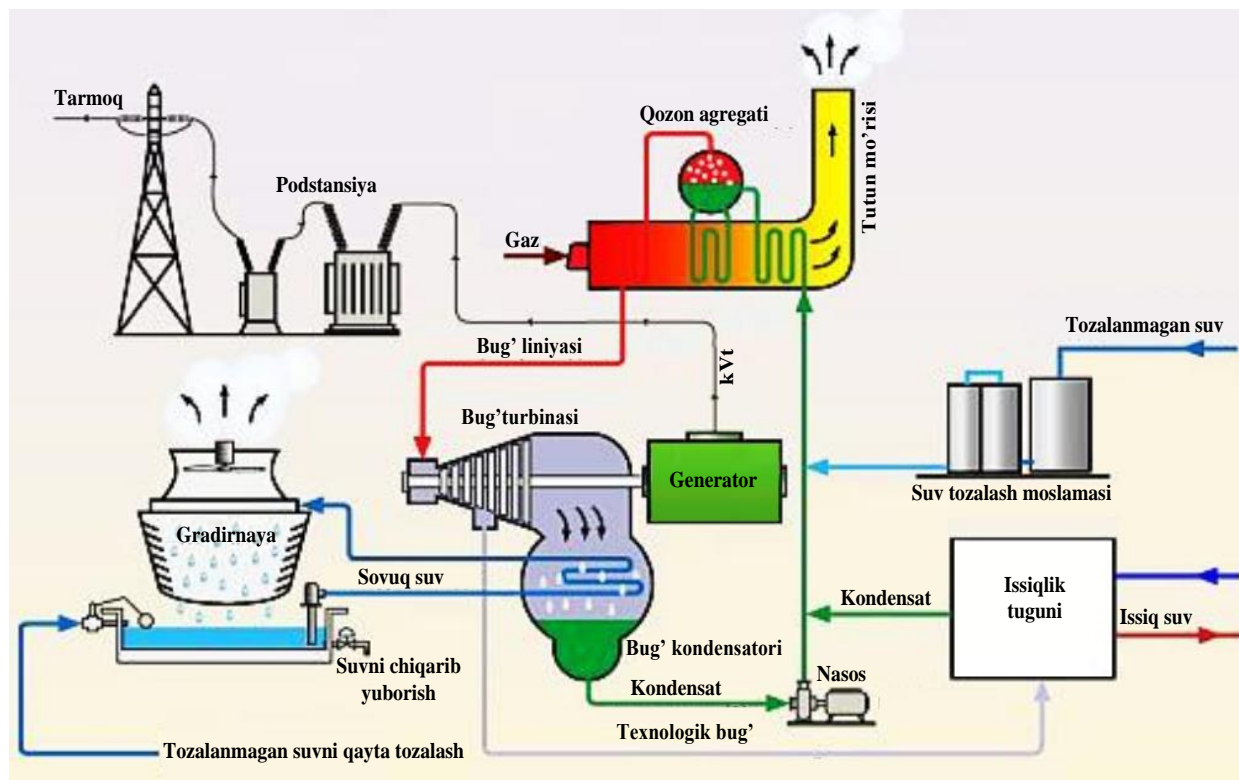 Tarmoq
Podstansiya
Qozon agregati
Tutun mo’risi
Gaz
Tozalanmagan suv
Bug’ liniyasi
kVt
Bug’turbinasi
Generator
Suv tozalash moslamasi
Gradirnaya
Sovuq suv
Issiqlik
tuguni
Kondensat
Issiq suv
Bug’ kondensatori
Suvni chiqarib
yuborish
Kondensat
Nasos
Texnologik bug’
Tozalanmagan suvni qayta tozalash